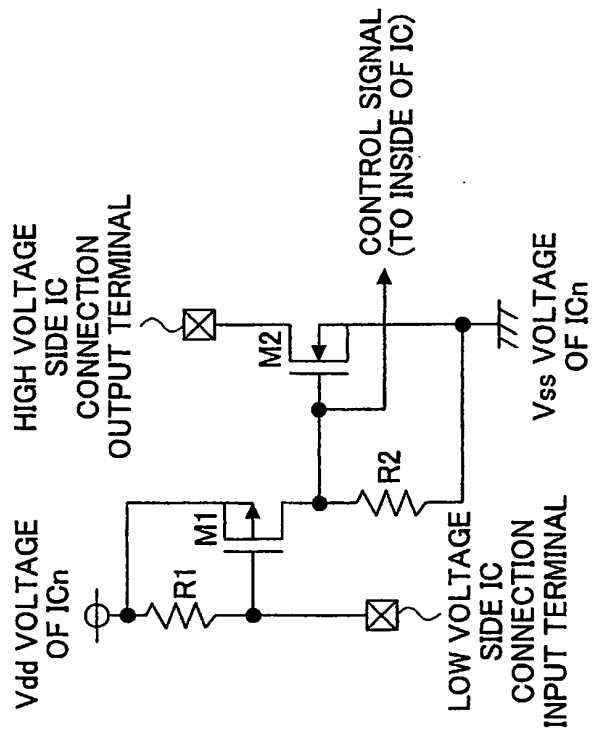 Vdd VOLTAGE
OF ICn
HIGH VOLTAGE
SIDE IC
CONNECTION
OUTPUT TERMINAL
R1
M1
M2
R2
CONTROL SIGNAL
(TO INSIDE OF IC)
LOW VOLTAGE
SIDE IC
CONNECTION
INPUT TERMINAL
Vss VOLTAGE
OF ICn